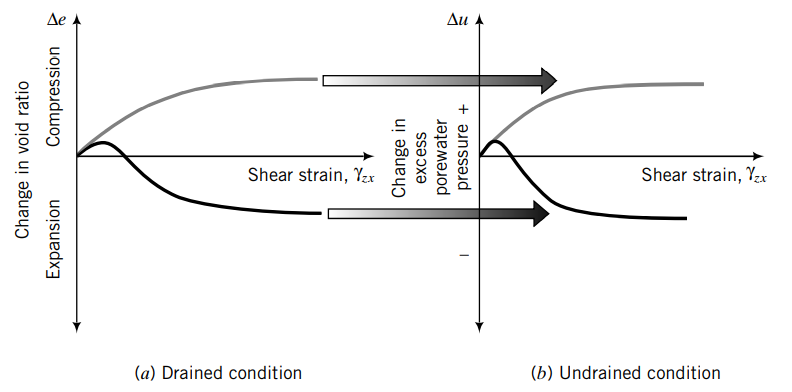 Δe
Compression
Change in void ratio
Expansion
Shear strain, γzx
(a) Drained condition
Δu
+
Change in
excess
porewater
pressure
–
Shear strain, γzx
(b) Undrained condition